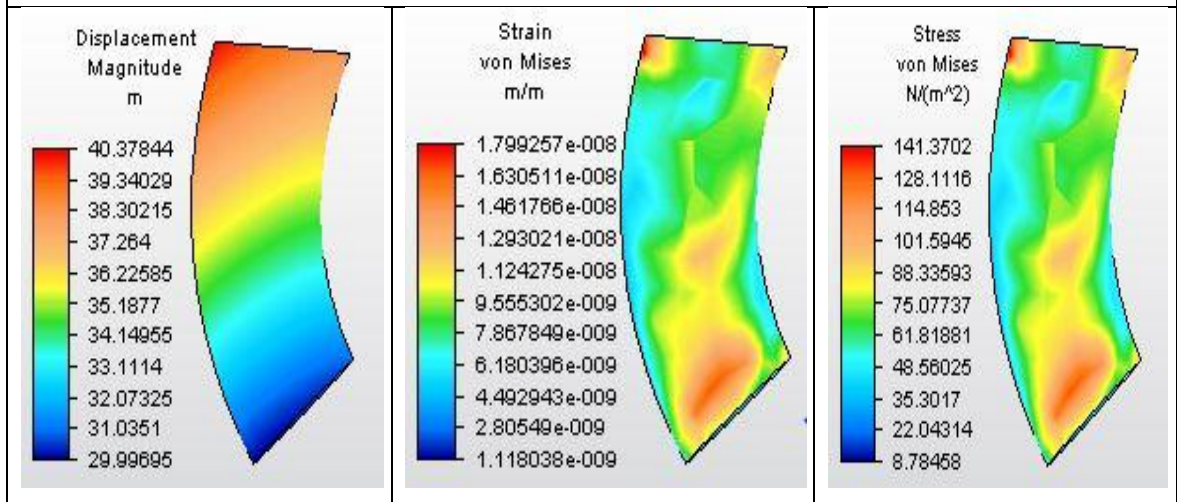 Displacement
Magnitude
m
40.37844
39.34029
38.30215
37.264
36.22585
35.1877
34.14955
33.1114
32.07325
31.0351
29.99695
Strain
von Mises
m/m
1.799257e-008
1.630511e-008
1.461766e-008
1.293021e-008
1.124275e-008
9.555302e-009
7.867849e-009
6.180396e-009
4.492943e-009
2.80549e-009
1.118038e-009
Stress
von Mises
N/(m^2)
141.3702
128.1116
114.853
101.5945
88.33593
75.07737
61.81881
48.56025
35.3017
22.04314
8.78458